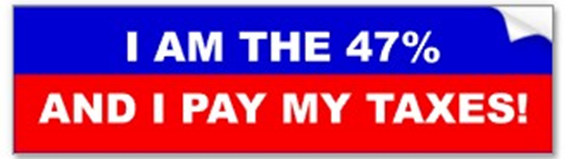 I AM THE 47%
AND I PAY MY TAXES!